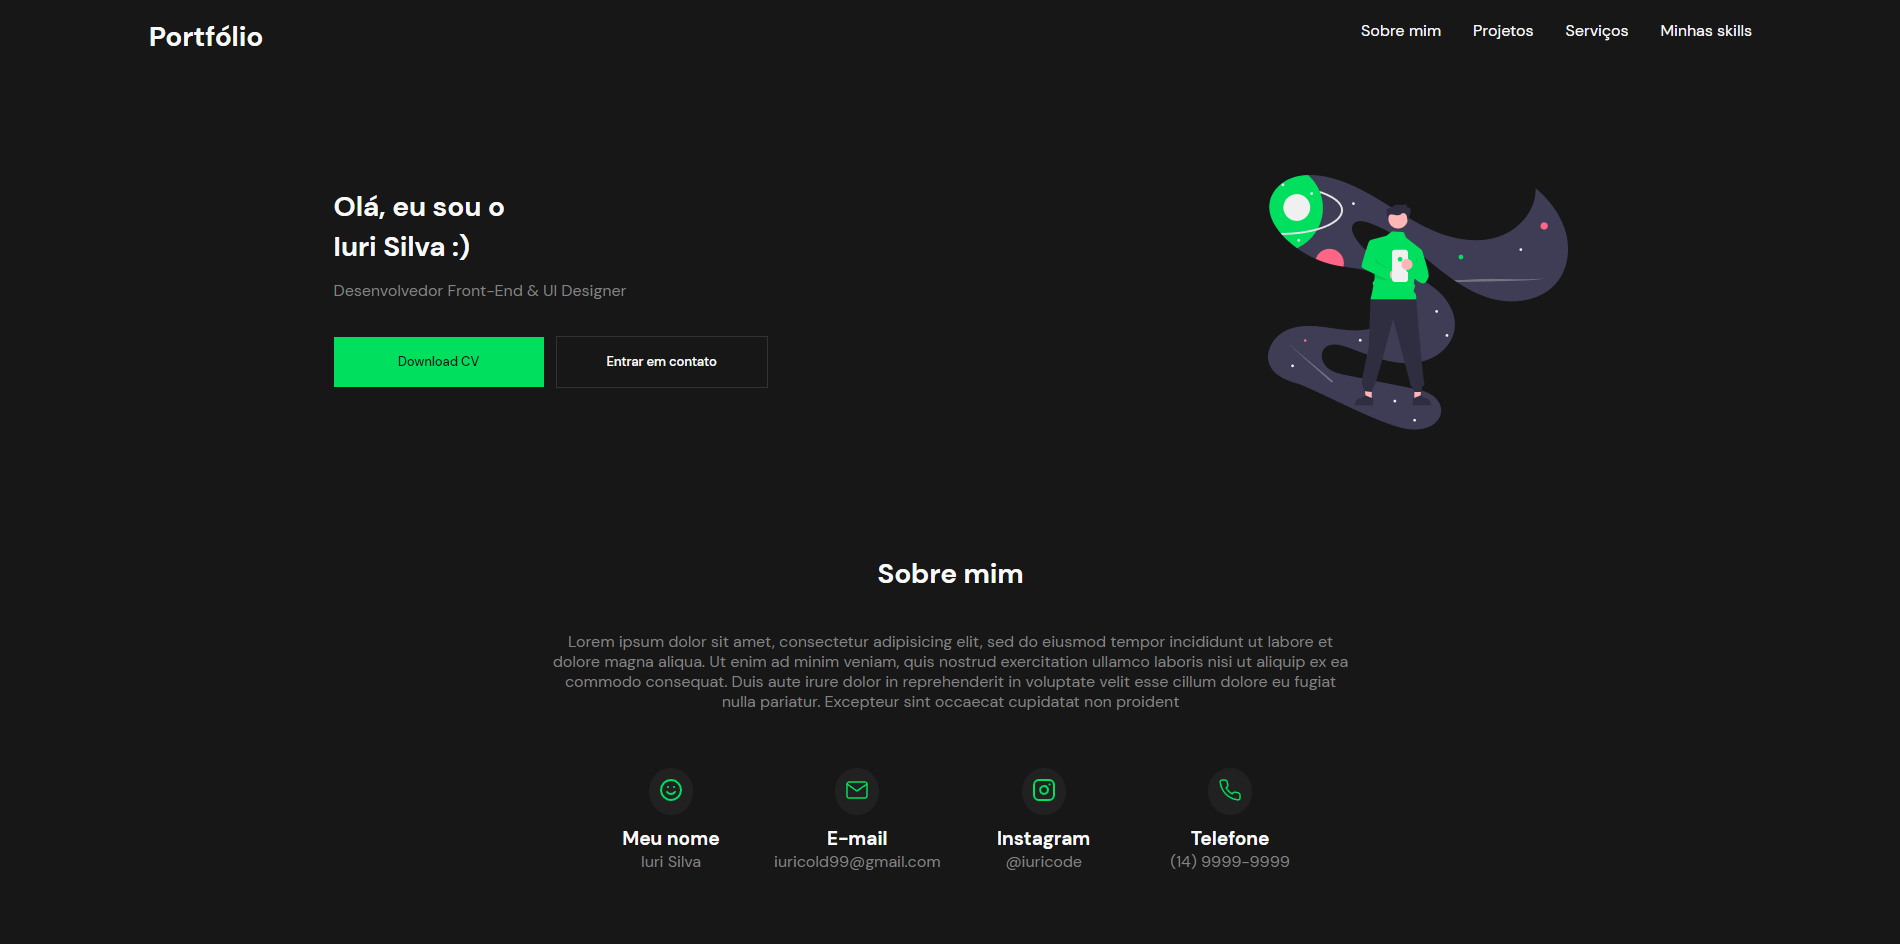 Portfólio
Sobre mim
Projetos
Serviços
Minhas skills
Olá, eu sou o
Iuri Silva :)
Desenvolvedor Front-End & UI Designer
Download CV
Entrar em contato
Sobre mim
Lorem ipsum dolor sit amet, consectetur adipisicing elit, sed do eiusmod tempor incididunt ut labore et
dolore magna aliqua. Ut enim ad minim veniam, quis nostrud exercitation ullamco laboris nisi ut aliquip ex ea
commodo consequat. Duis aute irure dolor in reprehenderit in voluptate velit esse cillum dolore eu fugiat
nulla pariatur. Excepteur sint occaecat cupidatat non proident
Meu nome
Iuri Silva
E-mail
iuricold99@gmail.com
Instagram
@iuricode
Telefone
(14) 9999-9999